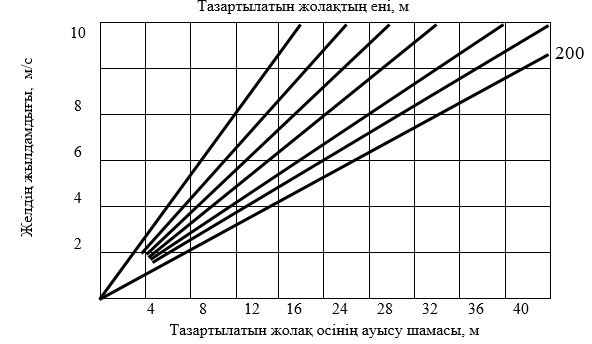 Тазартылатын жолақтың ені, м
10
8
6
4
2
Желдің жылдамдығы, м/с
200
4 8 12 16 24 28 32 36 40
Тазартылатын жолақ осінің ауысу шамасы, м